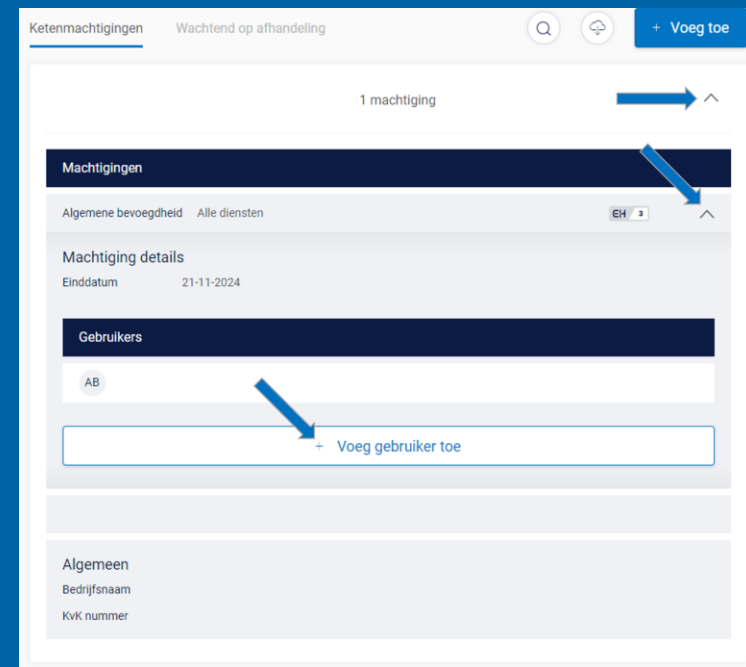 Ketenmachtigingen Wachtend op afhandeling + Voeg toe
1 machtiging
Machtigingen
Algemene bevoegdheid Alle diensten EH 3
Machtiging details
Einddatum 21-11-2024
Gebruikers
AB
+ Voeg gebruiker toe
Algemeen
Bedrijfsnaam
KvK nummer